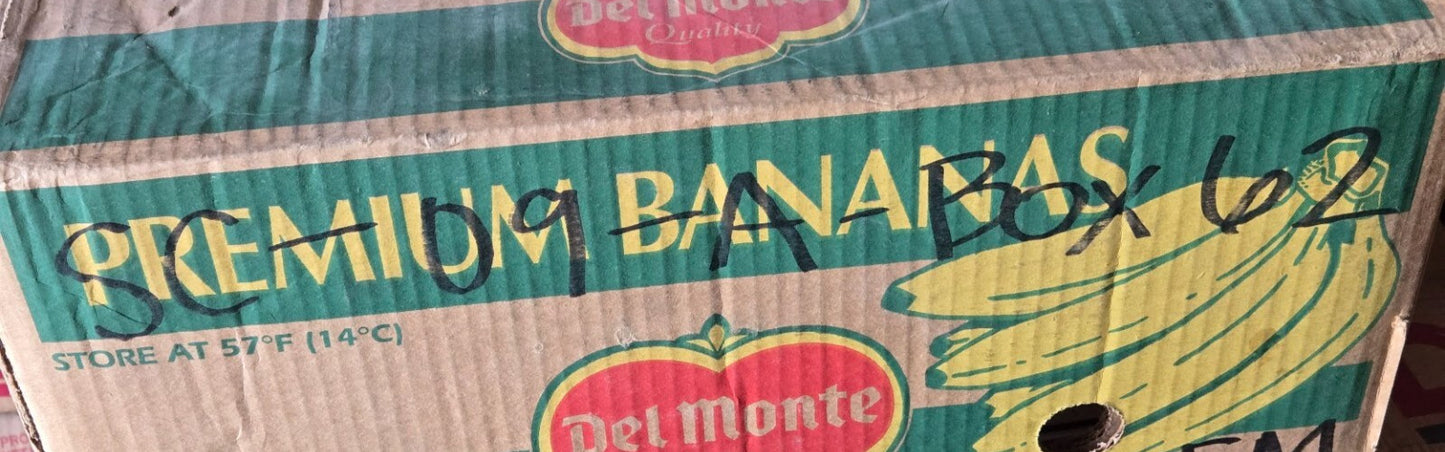 Del Monte
Quality
PREMIUM BANANAS
SC-09-A-Box 62
STORE AT 57°F (14°C)
Del Monte